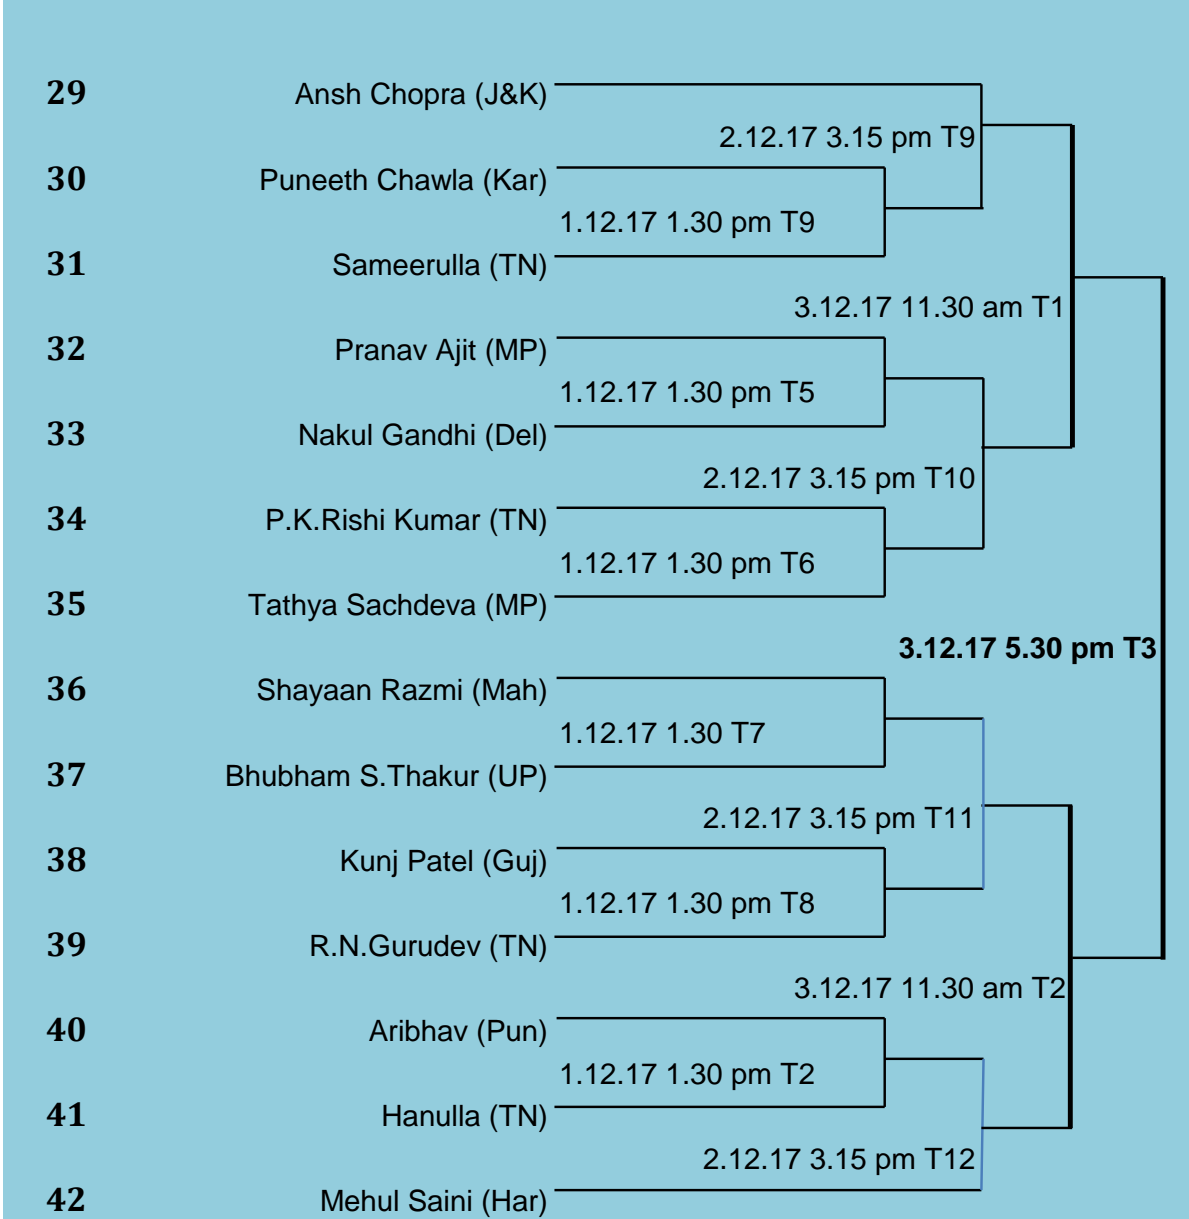 29 Ansh Chopra (J&K)
2.12.17 3.15 pm T9
30 Puneeth Chawla (Kar)
1.12.17 1.30 pm T9
31 Sameerulla (TN)
3.12.17 11.30 am T1
32 Pranav Ajit (MP)
1.12.17 1.30 pm T5
33 Nakul Gandhi (Del)
2.12.17 3.15 pm T10
34 P.K.Rishi Kumar (TN)
1.12.17 1.30 pm T6
35 Tathya Sachdeva (MP)
3.12.17 5.30 pm T3
36 Shayaan Razmi (Mah)
1.12.17 1.30 T7
37 Bhubham S.Thakur (UP)
2.12.17 3.15 pm T11
38 Kunj Patel (Guj)
1.12.17 1.30 pm T8
39 R.N.Gurudev (TN)
3.12.17 11.30 am T2
40 Aribhav (Pun)
1.12.17 1.30 pm T2
41 Hanulla (TN)
2.12.17 3.15 pm T12
42 Mehul Saini (Har)